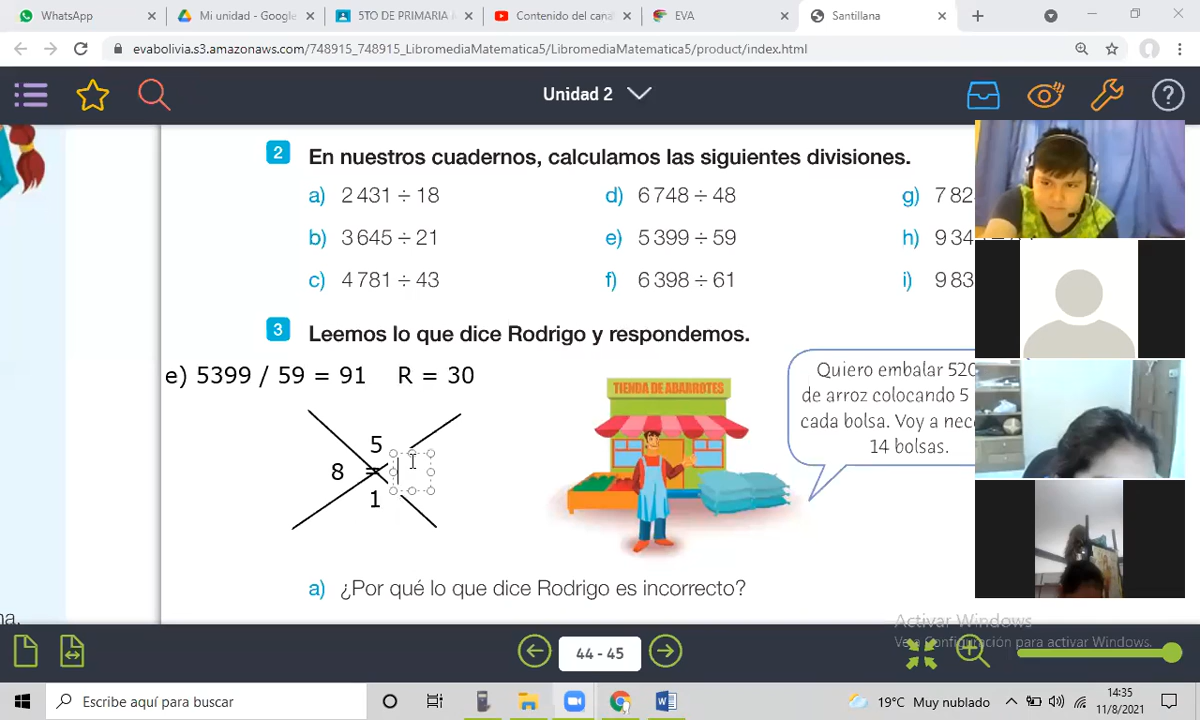 WhatsApp
Mi unidad - Google
5TO DE PRIMARIA
Contenido del cana
EVA
Santillana
evabolivia.s3.amazonaws.com/748915_748915_LibromediaMatematica5/LibromediaMatematica5/product/index.html
Unidad 2
2 En nuestros cuadernos, calculamos las siguientes divisiones.
a) 2 431 ÷ 18 d) 6 748 ÷ 48 g) 7 82
b) 3 645 ÷ 21 e) 5 399 ÷ 59 h) 9 34
c) 4 781 ÷ 43 f) 6 398 ÷ 61 i) 9 83
3 Leemos lo que dice Rodrigo y respondemos.
e) 5399 / 59 = 91 R = 30
5
8 =
1
TIENDA DE ABARROTES
Quiero embalar 520
de arroz colocando 5
cada bolsa. Voy a nec
14 bolsas.
a) ¿Por qué lo que dice Rodrigo es incorrecto?
na.
Activar Windows
Ve a Configuración para activar Windows.
44 - 45
Escribe aquí para buscar
19°C Muy nublado
14:35
11/8/2021